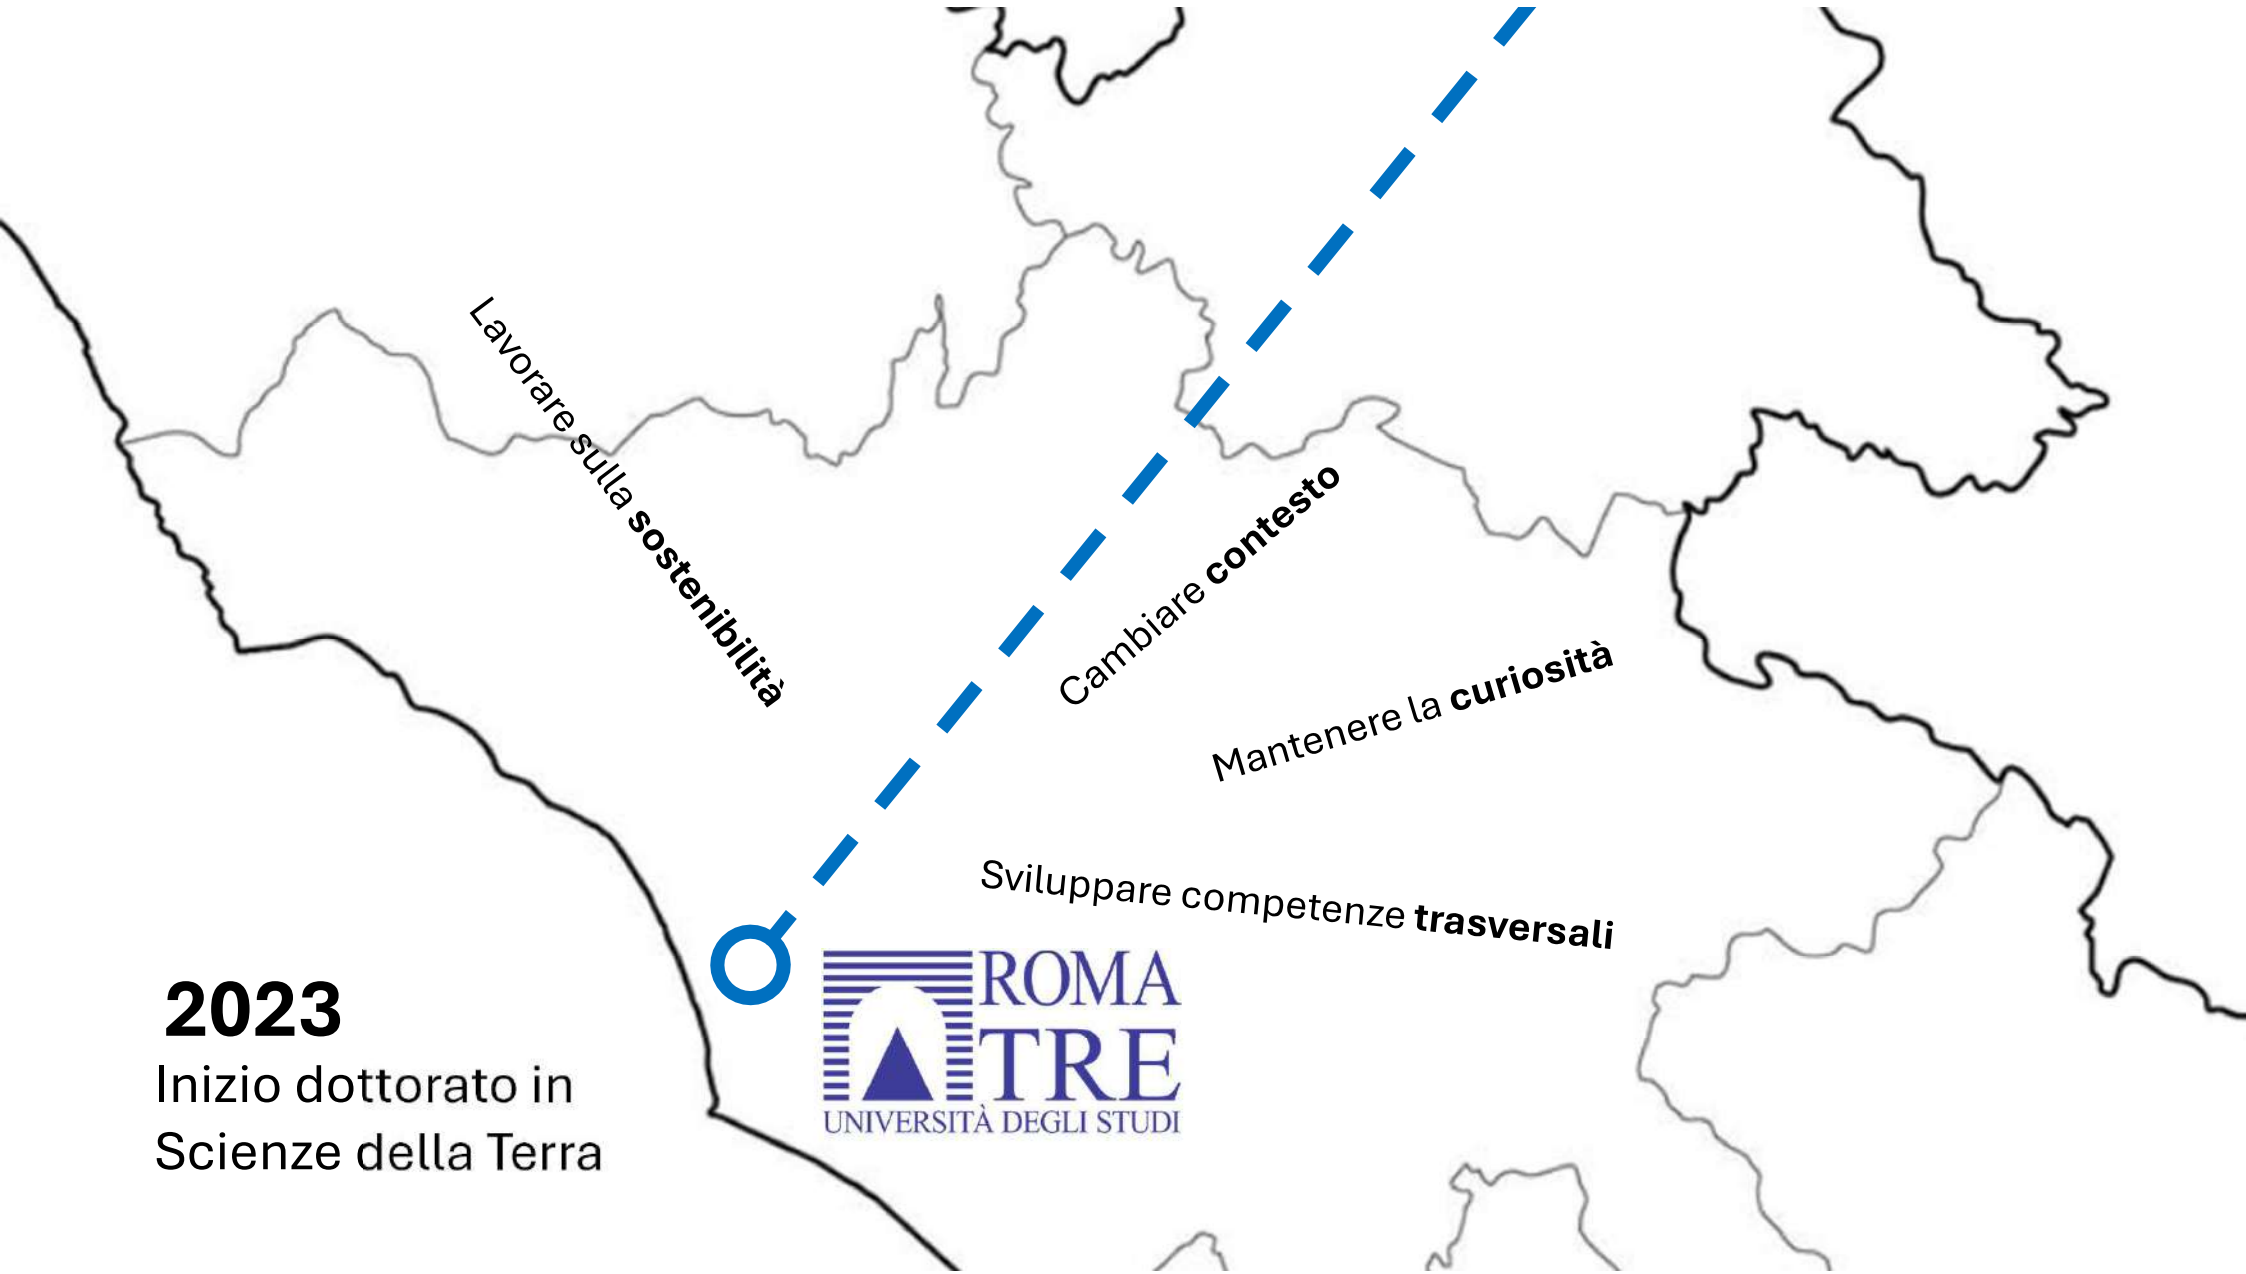 Lavorare sulla sostenibilità
Cambiare contesto
Mantenere la curiosità
Sviluppare competenze trasversali
ROMA
TRE
UNIVERSITÀ DEGLI STUDI
2023
Inizio dottorato in
Scienze della Terra